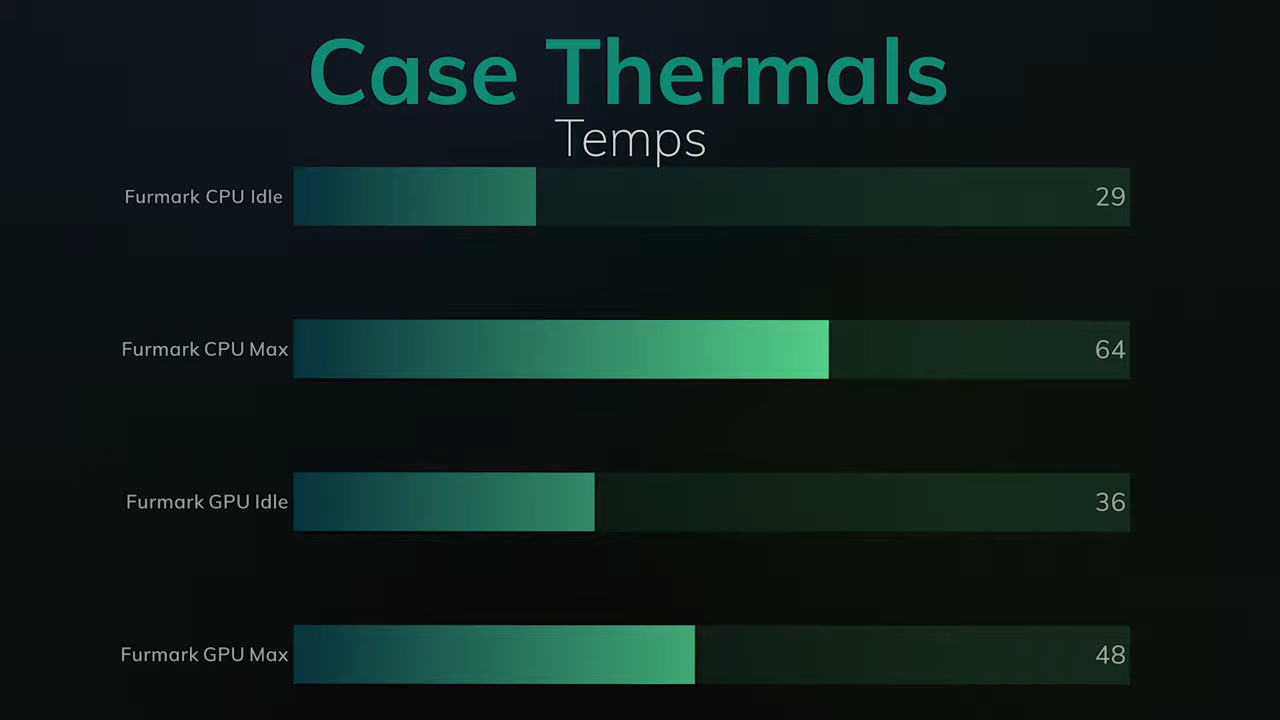 Case Thermals
Temps
Furmark CPU Idle 29
Furmark CPU Max 64
Furmark GPU Idle 36
Furmark GPU Max 48